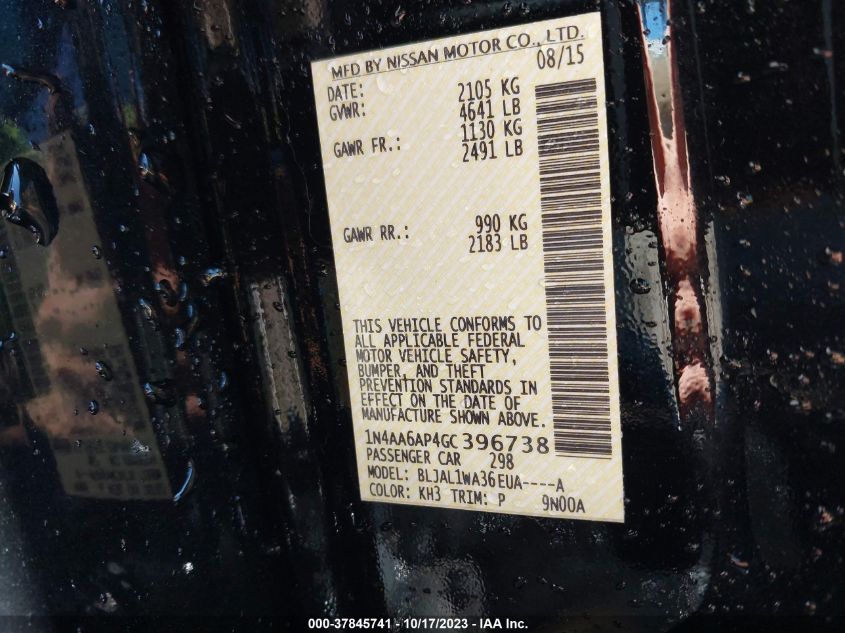 MFD BY NISSAN MOTOR CO., LTD.
DATE: 08/15
GVWR: 2105 KG
4641 LB
GAWR FR.: 1130 KG
2491 LB
GAWR RR.: 990 KG
2183 LB
THIS VEHICLE CONFORMS TO
ALL APPLICABLE FEDERAL
MOTOR VEHICLE SAFETY,
BUMPER, AND THEFT
PREVENTION STANDARDS IN
EFFECT ON THE DATE OF
MANUFACTURE SHOWN ABOVE.
1N4AA6AP4GC396738
PASSENGER CAR 298
MODEL: BLJAL1WA36EUA----A
COLOR: KH3 TRIM: P 9N00A
000-37845741 - 10/17/2023 - IAA Inc.